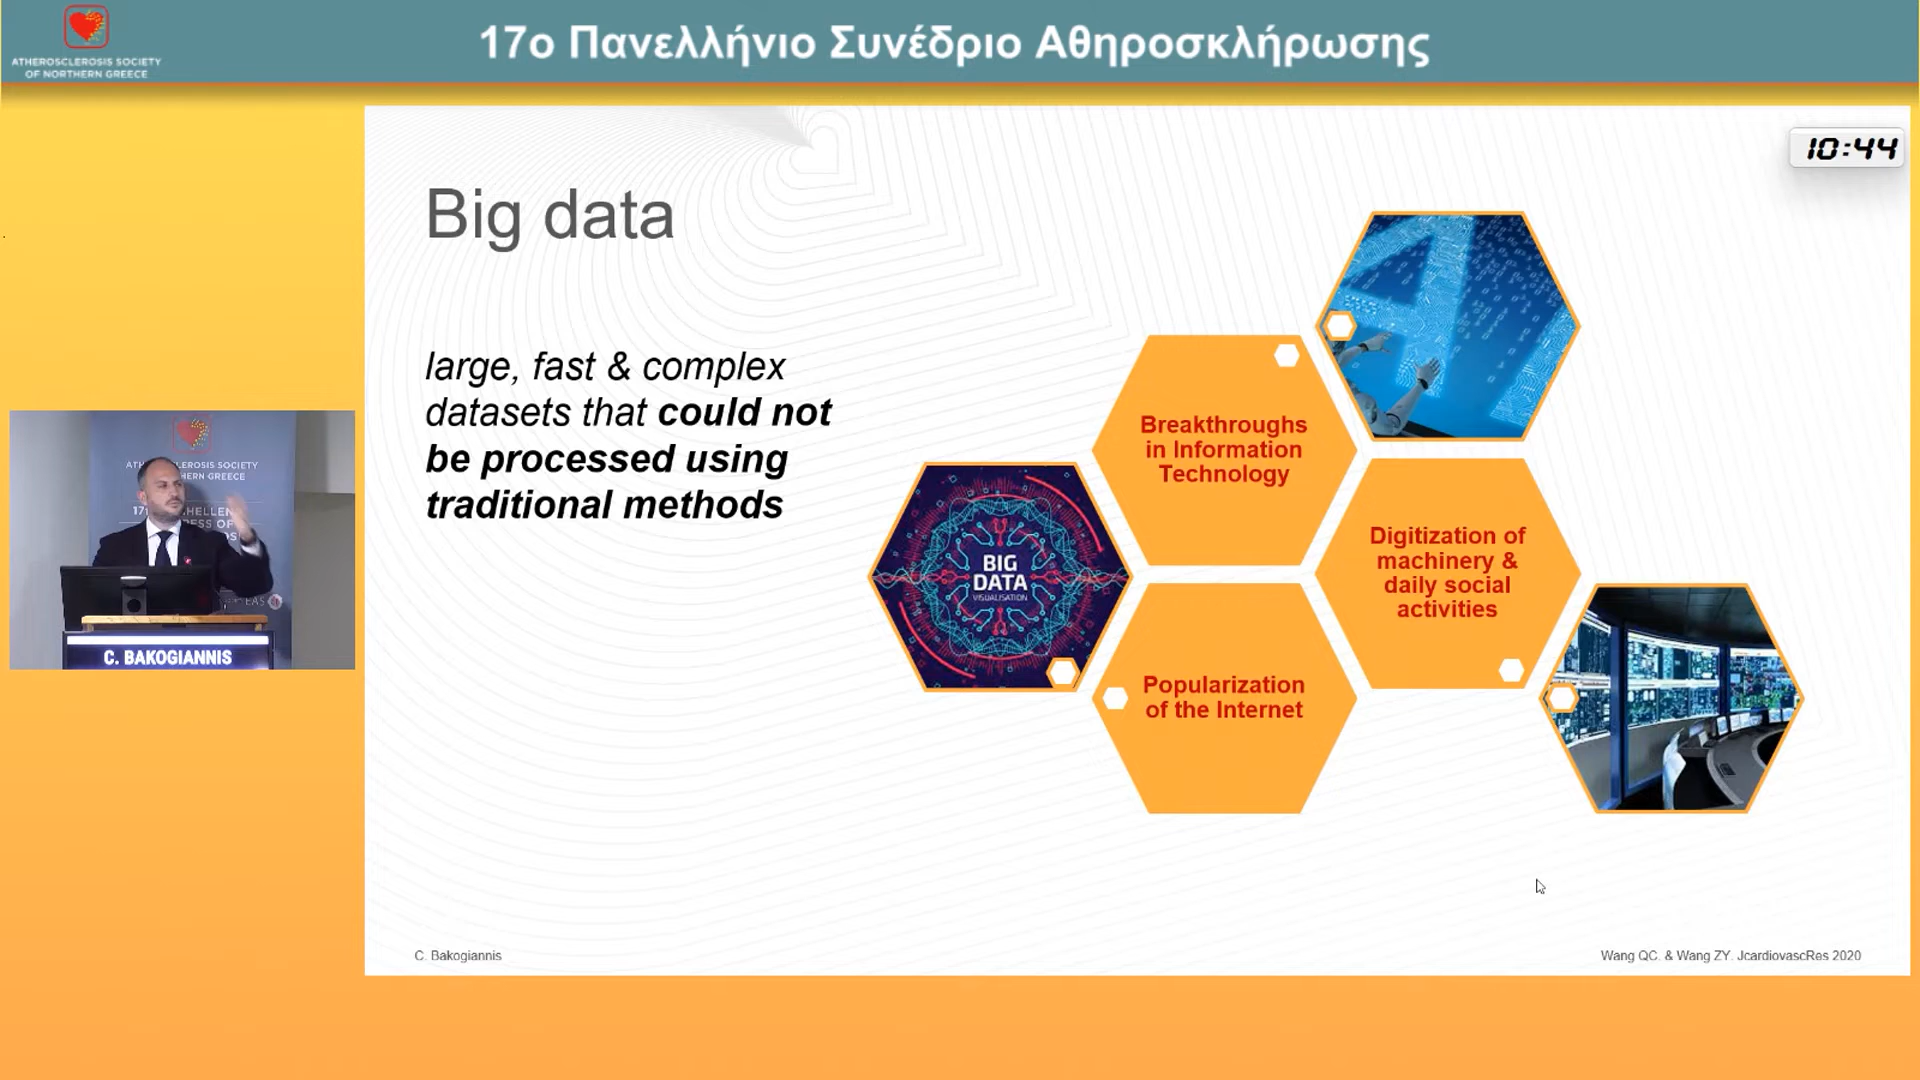 17ο Πανελλήνιο Συνέδριο Αθηροσκλήρωσης
ATHEROSCLEROSIS SOCIETY
OF NORTHERN GREECE
10:44
Big data
large, fast & complex
datasets that could not
be processed using
traditional methods
Breakthroughs
in Information
Technology
BIG
DATA
VISUALISATION
Digitization of
machinery &
daily social
activities
Popularization
of the Internet
C. BAKOGIANNIS
C. Bakogiannis
Wang QC. & Wang ZY. JcardiovascRes 2020